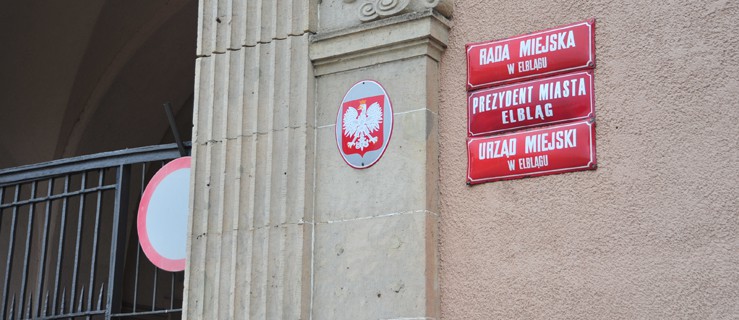 RADA MIEJSKA
W ELBLĄGU
PREZYDENT MIASTA
ELBLĄG
URZĄD MIEJSKI
W ELBLĄGU